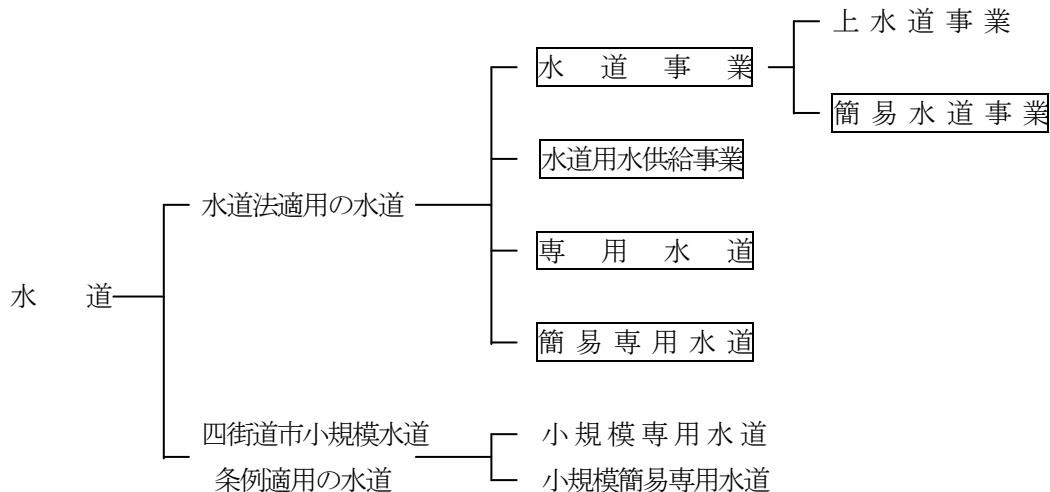 上水道事業
水道事業
簡易水道事業
水道用水供給事業
水道法適用の水道
専用水道
水道
簡易専用水道
四街道市小規模水道
条例適用の水道
小規模専用水道
小規模簡易専用水道